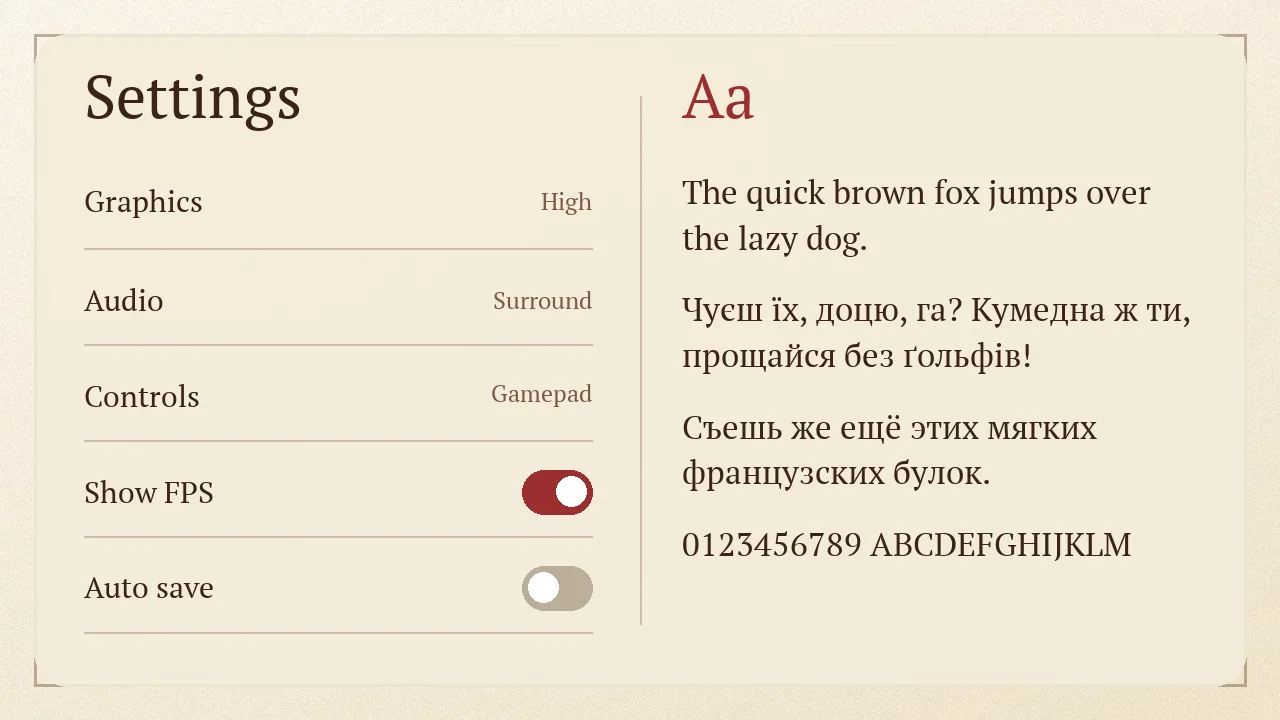 Settings
Graphics High
Audio Surround
Controls Gamepad
Show FPS
Auto save
Aa
The quick brown fox jumps over
the lazy dog.
Чуєш їх, доцю, га? Кумедна ж ти,
прощайся без ґольфів!
Съешь же ещё этих мягких
французских булок.
0123456789 ABCDEFGHIJKLM